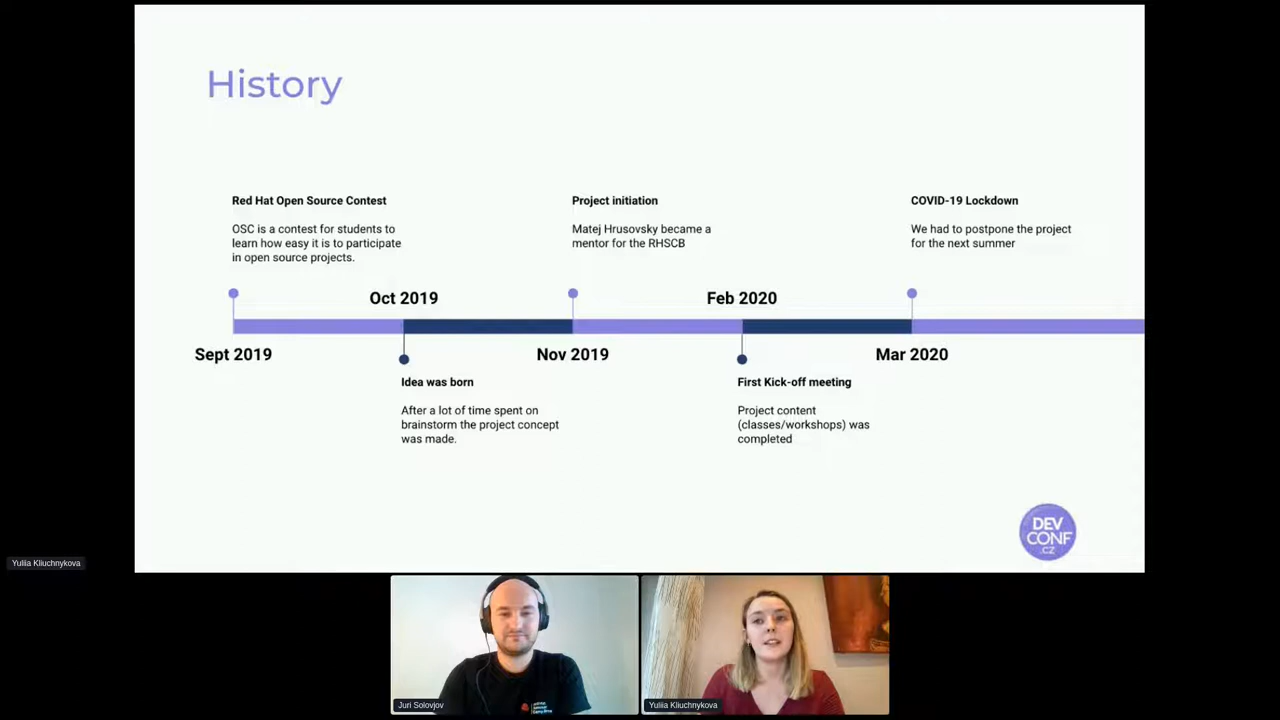 History
Red Hat Open Source Contest
OSC is a contest for students to
learn how easy it is to participate
in open source projects.
Project initiation
Matej Hrusovsky became a
mentor for the RHSCB
COVID-19 Lockdown
We had to postpone the project
for the next summer
Oct 2019
Feb 2020
Sept 2019
Nov 2019
Mar 2020
Idea was born
After a lot of time spent on
brainstorm the project concept
was made.
First Kick-off meeting
Project content
(classes/workshops) was
completed
DEV
CONF
.CZ
Yuliia Kliuchnykova
Juri Solovjov
Yuliia Kliuchnykova